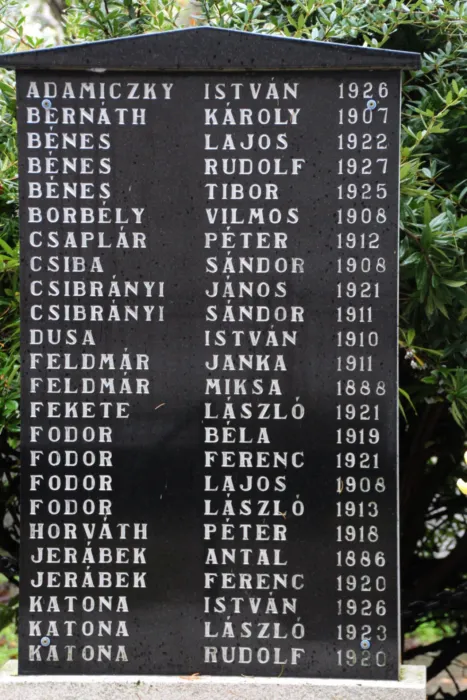 ADAMICZKY ISTVÁN 1926
BERNÁTH KÁROLY 1907
BÉNES LAJOS 1922
BÉNES RUDOLF 1927
BÉNES TIBOR 1925
BORBÉLY VILMOS 1908
CSAPLÁR PÉTER 1912
CSIBA SÁNDOR 1908
CSIBRÁNYI JÁNOS 1921
CSIBRÁNYI SÁNDOR 1911
DUSA ISTVÁN 1910
FELDMÁR JANKA 1911
FELDMÁR MIKSA 1888
FEKETE LÁSZLÓ 1921
FODOR BÉLA 1919
FODOR FERENC 1921
FODOR LAJOS 1908
FODOR LÁSZLÓ 1913
HORVÁTH PÉTER 1918
JERÁBEK ANTAL 1886
JERÁBEK FERENC 1920
KATONA ISTVÁN 1926
KATONA LÁSZLÓ 1923
KATONA RUDOLF 1920